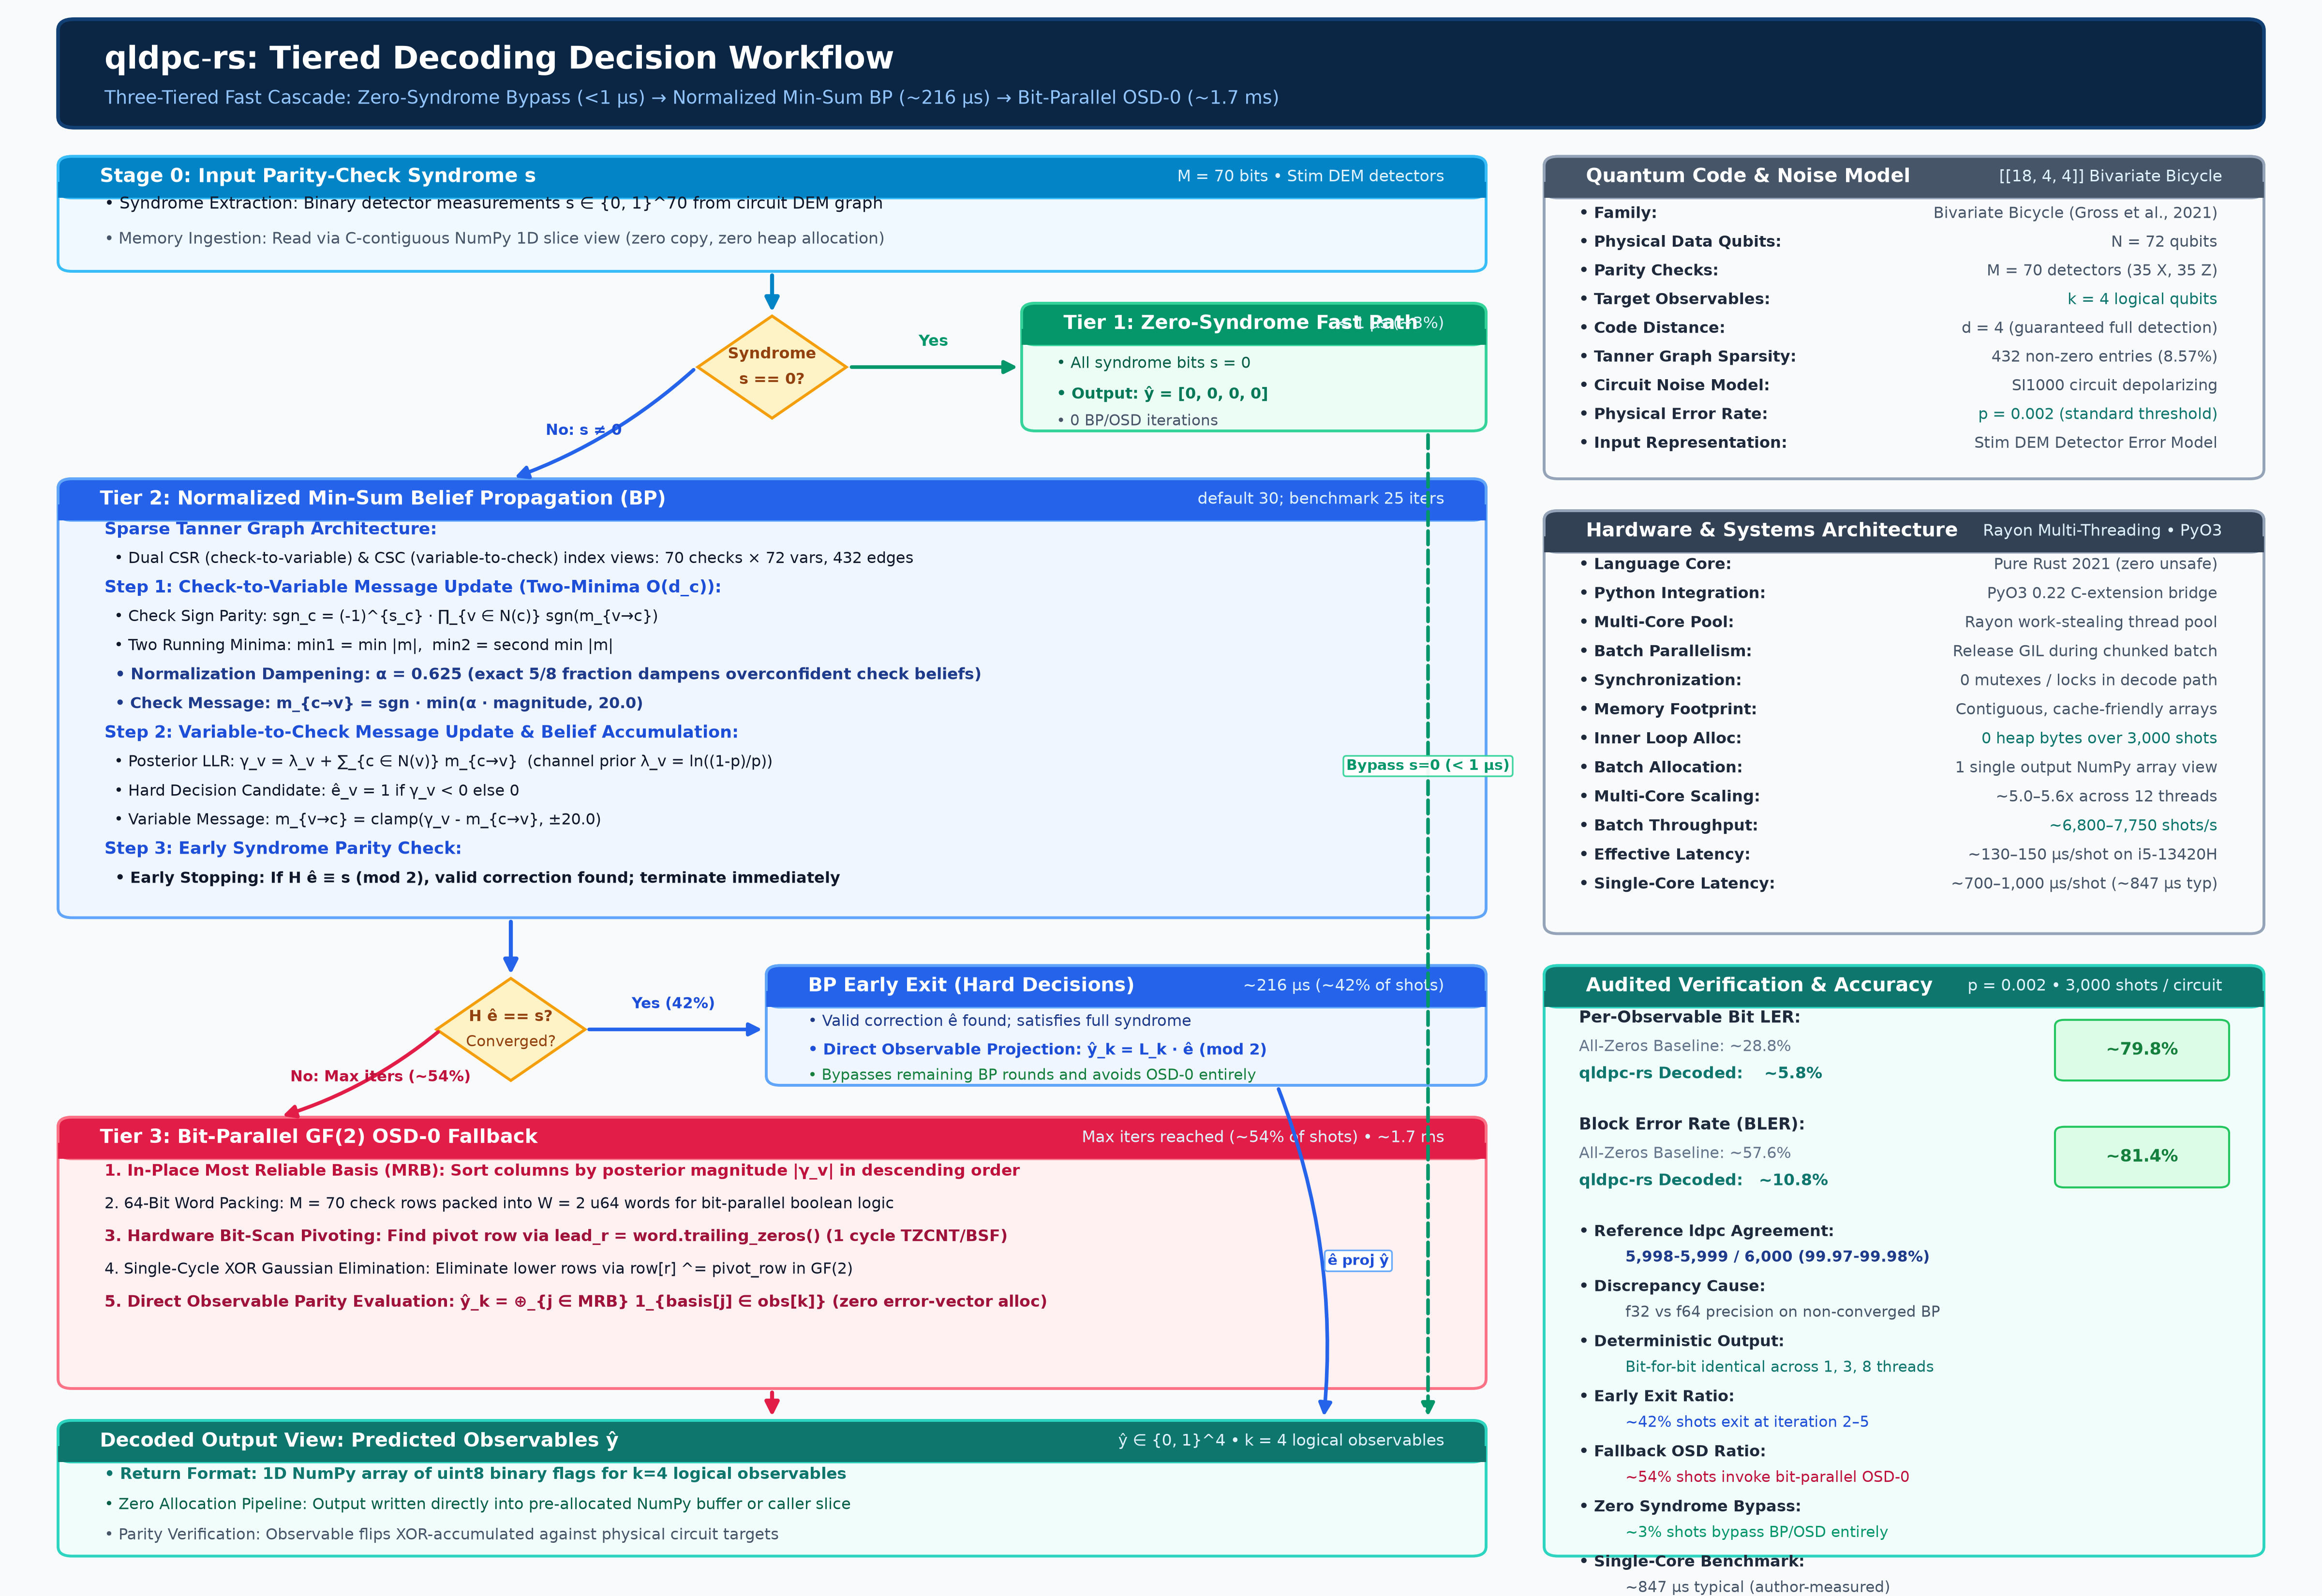 qldpc-rs: Tiered Decoding Decision Workflow
Three-Tiered Fast Cascade: Zero-Syndrome Bypass (<1 µs) → Normalized Min-Sum BP (~216 µs) → Bit-Parallel OSD-0 (~1.7 ms)
Stage 0: Input Parity-Check Syndrome s
M = 70 bits • Stim DEM detectors
• Syndrome Extraction: Binary detector measurements s ∈ {0, 1}^70 from circuit DEM graph
• Memory Ingestion: Read via C-contiguous NumPy 1D slice view (zero copy, zero heap allocation)
Syndrome
s == 0?
Yes
No: s ≠ 0
Tier 1: Zero-Syndrome Fast Path
• All syndrome bits s = 0
• Output: ŷ = [0, 0, 0, 0]
• 0 BP/OSD iterations
Tier 2: Normalized Min-Sum Belief Propagation (BP)
default 30; benchmark 25 iters
Sparse Tanner Graph Architecture:
• Dual CSR (check-to-variable) & CSC (variable-to-check) index views: 70 checks × 72 vars, 432 edges
Step 1: Check-to-Variable Message Update (Two-Minima O(d_c)):
• Check Sign Parity: sgn_c = (-1)^{s_c} · ∏_{v ∈ N(c)} sgn(m_{v→c})
• Two Running Minima: min1 = min |m|, min2 = second min |m|
• Normalization Dampening: α = 0.625 (exact 5/8 fraction dampens overconfident check beliefs)
• Check Message: m_{c→v} = sgn · min(α · magnitude, 20.0)
Step 2: Variable-to-Check Message Update & Belief Accumulation:
• Posterior LLR: γ_v = λ_v + ∑_{c ∈ N(v)} m_{c→v} (channel prior λ_v = ln((1-p)/p))
• Hard Decision Candidate: ê_v = 1 if γ_v < 0 else 0
• Variable Message: m_{v→c} = clamp(γ_v - m_{c→v}, ±20.0)
Step 3: Early Syndrome Parity Check:
• Early Stopping: If H ê ≡ s (mod 2), valid correction found; terminate immediately
Bypass s=0 (< 1 µs)
H ê == s?
Converged?
Yes (42%)
No: Max iters (~54%)
BP Early Exit (Hard Decisions)
~216 µs (~42% of shots)
• Valid correction ê found; satisfies full syndrome
• Direct Observable Projection: ŷ_k = L_k · ê (mod 2)
• Bypasses remaining BP rounds and avoids OSD-0 entirely
Tier 3: Bit-Parallel GF(2) OSD-0 Fallback
Max iters reached (~54% of shots) • ~1.7 ms
1. In-Place Most Reliable Basis (MRB): Sort columns by posterior magnitude |γ_v| in descending order
2. 64-Bit Word Packing: M = 70 check rows packed into W = 2 u64 words for bit-parallel boolean logic
3. Hardware Bit-Scan Pivoting: Find pivot row via lead_r = word.trailing_zeros() (1 cycle TZCNT/BSF)
4. Single-Cycle XOR Gaussian Elimination: Eliminate lower rows via row[r] ^= pivot_row in GF(2)
5. Direct Observable Parity Evaluation: ŷ_k = ⊕_{j ∈ MRB} 1_{basis[j] ∈ obs[k]} (zero error-vector alloc)
ê proj ŷ
Decoded Output View: Predicted Observables ŷ
ŷ ∈ {0, 1}^4 • k = 4 logical observables
• Return Format: 1D NumPy array of uint8 binary flags for k=4 logical observables
• Zero Allocation Pipeline: Output written directly into pre-allocated NumPy buffer or caller slice
• Parity Verification: Observable flips XOR-accumulated against physical circuit targets
Quantum Code & Noise Model
[[18, 4, 4]] Bivariate Bicycle
• Family: Bivariate Bicycle (Gross et al., 2021)
• Physical Data Qubits: N = 72 qubits
• Parity Checks: M = 70 detectors (35 X, 35 Z)
• Target Observables: k = 4 logical qubits
• Code Distance: d = 4 (guaranteed full detection)
• Tanner Graph Sparsity: 432 non-zero entries (8.57%)
• Circuit Noise Model: SI1000 circuit depolarizing
• Physical Error Rate: p = 0.002 (standard threshold)
• Input Representation: Stim DEM Detector Error Model
Hardware & Systems Architecture
Rayon Multi-Threading • PyO3
• Language Core: Pure Rust 2021 (zero unsafe)
• Python Integration: PyO3 0.22 C-extension bridge
• Multi-Core Pool: Rayon work-stealing thread pool
• Batch Parallelism: Release GIL during chunked batch
• Synchronization: 0 mutexes / locks in decode path
• Memory Footprint: Contiguous, cache-friendly arrays
• Inner Loop Alloc: 0 heap bytes over 3,000 shots
• Batch Allocation: 1 single output NumPy array view
• Multi-Core Scaling: ~5.0–5.6x across 12 threads
• Batch Throughput: ~6,800–7,750 shots/s
• Effective Latency: ~130–150 µs/shot on i5-13420H
• Single-Core Latency: ~700–1,000 µs/shot (~847 µs typ)
Audited Verification & Accuracy
p = 0.002 • 3,000 shots / circuit
Per-Observable Bit LER:
All-Zeros Baseline: ~28.8%
qldpc-rs Decoded: ~5.8%
~79.8%
Block Error Rate (BLER):
All-Zeros Baseline: ~57.6%
qldpc-rs Decoded: ~10.8%
~81.4%
• Reference ldpc Agreement:
5,998-5,999 / 6,000 (99.97-99.98%)
• Discrepancy Cause:
f32 vs f64 precision on non-converged BP
• Deterministic Output:
Bit-for-bit identical across 1, 3, 8 threads
• Early Exit Ratio:
~42% shots exit at iteration 2–5
• Fallback OSD Ratio:
~54% shots invoke bit-parallel OSD-0
• Zero Syndrome Bypass:
~3% shots bypass BP/OSD entirely
• Single-Core Benchmark:
~847 µs typical (author-measured)